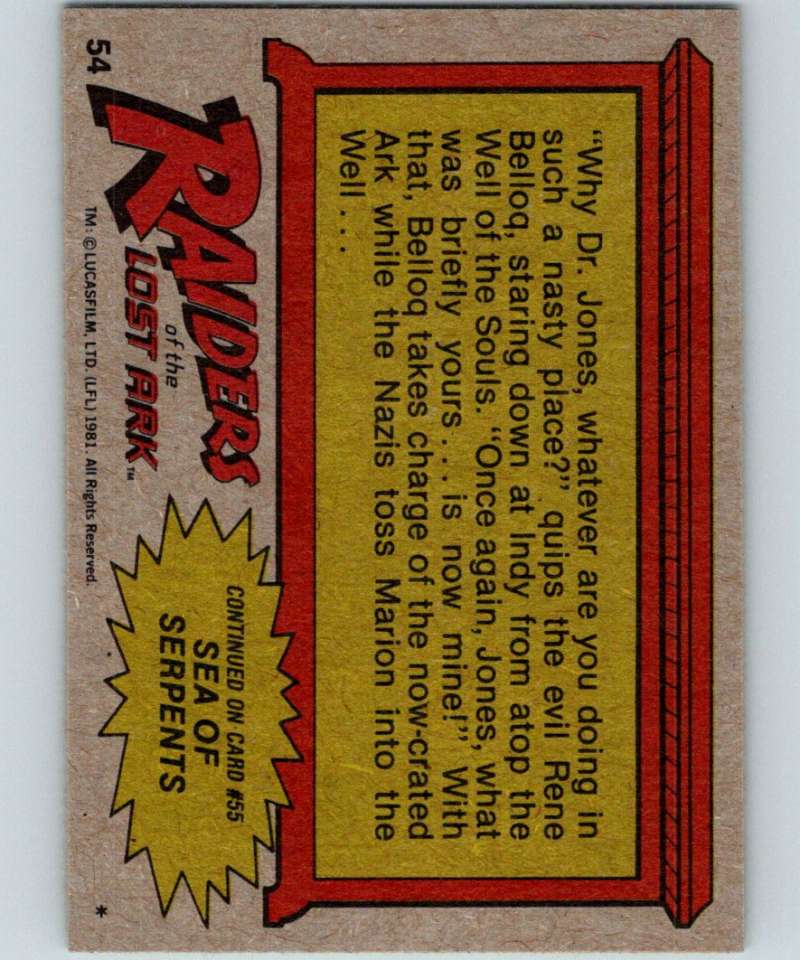 “Why Dr. Jones, whatever are you doing in
such a nasty place?” quips the evil Rene
Belloq, staring down at Indy from atop the
Well of the Souls. “Once again, Jones, what
was briefly yours . . . is now mine!” With
that, Belloq takes charge of the now-crated
Ark while the Nazis toss Marion into the
Well . . .
RAIDERS
of the
LOST ARK™
CONTINUED ON CARD #55
SEA OF
SERPENTS
54
TM: © LUCASFILM, LTD. (LFL) 1981. All Rights Reserved.
*